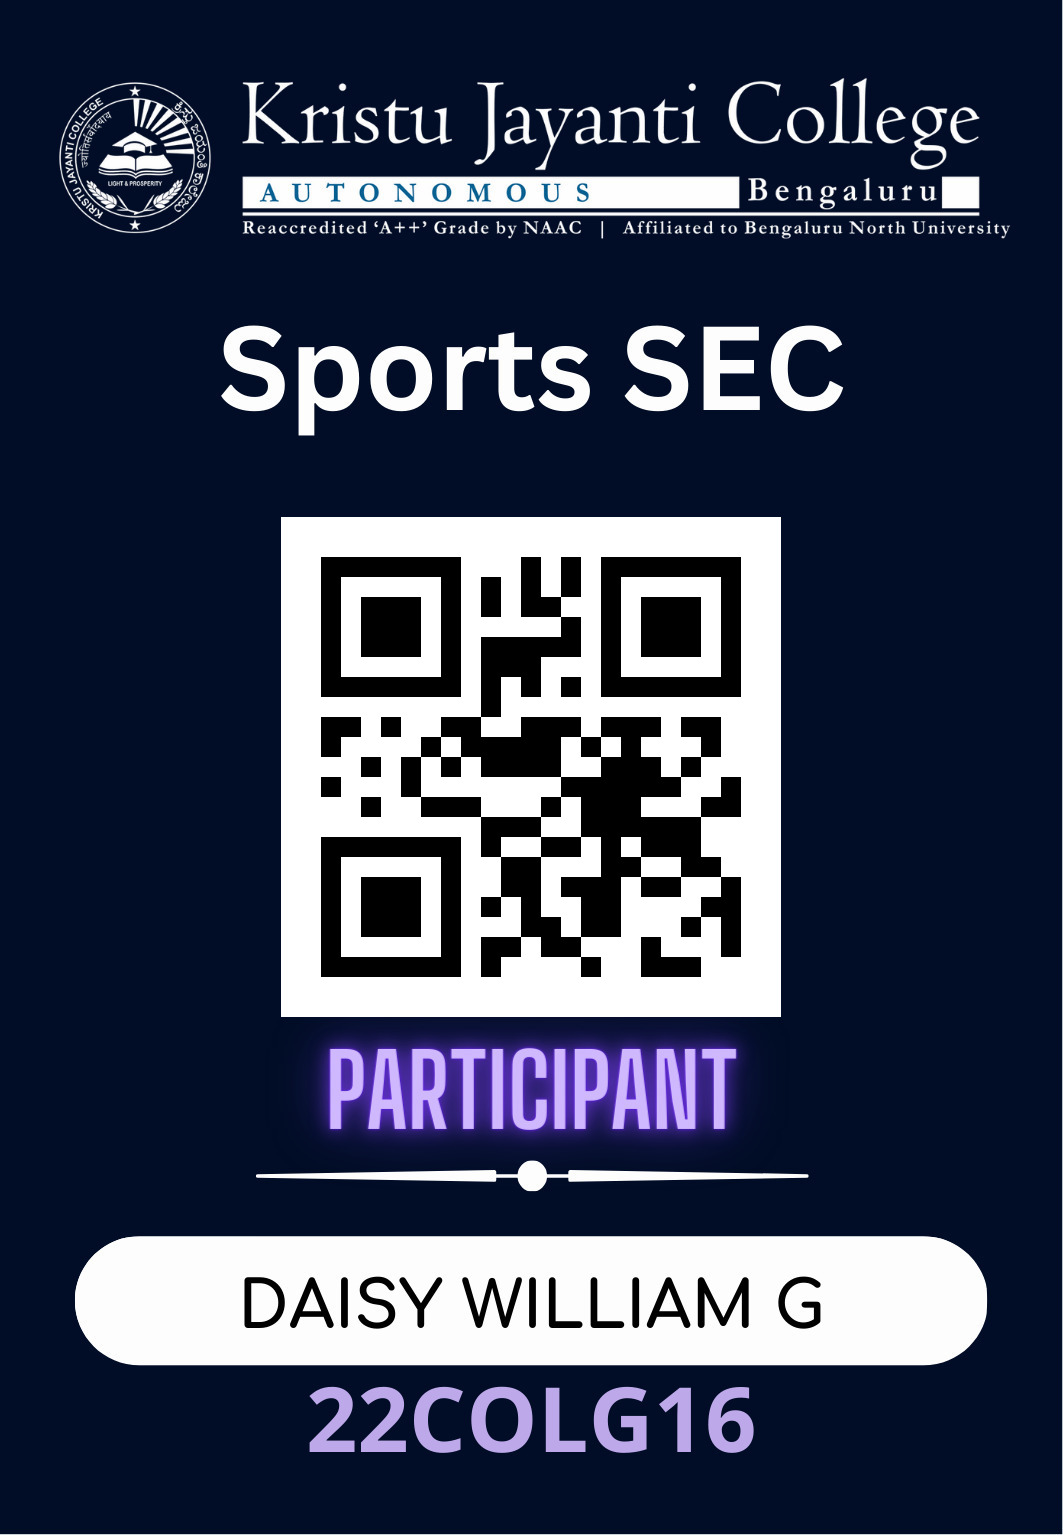 KRISTU JAYANTI COLLEGE
LIGHT & PROSPERITY
Kristu Jayanti College
AUTONOMOUS Bengaluru
Reaccredited ‘A++’ Grade by NAAC | Affiliated to Bengaluru North University
Sports SEC
PARTICIPANT
DAISY WILLIAM G
22COLG16